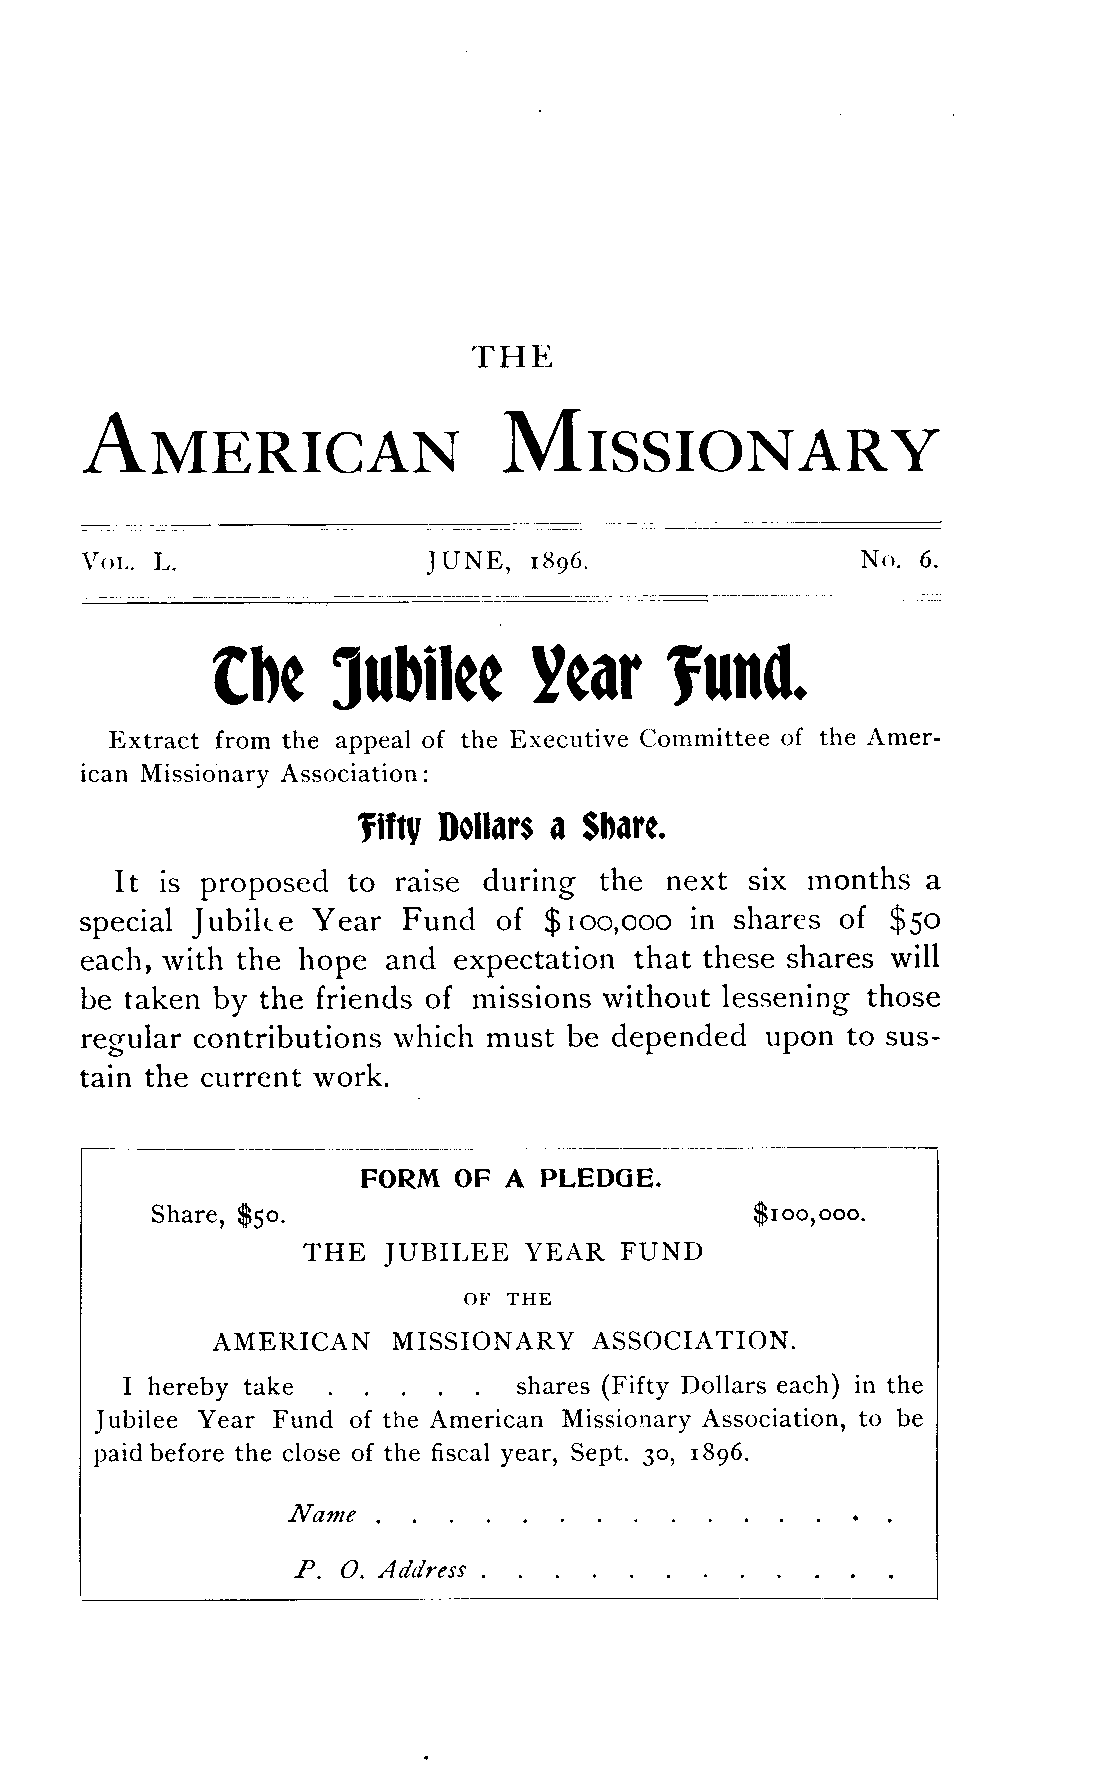 THE
AMERICAN MISSIONARY
VOL. L. JUNE, 1896. No. 6.
The Jubilee Year Fund.
Extract from the appeal of the Executive Committee of the Amer-
ican Missionary Association:
Fifty Dollars a Share.
It is proposed to raise during the next six months a
special Jubilee Year Fund of $100,000 in shares of $50
each, with the hope and expectation that these shares will
be taken by the friends of missions without lessening those
regular contributions which must be depended upon to sus-
tain the current work.
FORM OF A PLEDGE.
Share, $50. $100,000.
THE JUBILEE YEAR FUND
OF THE
AMERICAN MISSIONARY ASSOCIATION.
I hereby take . . . . . shares (Fifty Dollars each) in the
Jubilee Year Fund of the American Missionary Association, to be
paid before the close of the fiscal year, Sept. 30, 1896.
Name . . . . . . . . . . . . . . .
P. O. Address . . . . . . . . . . . .